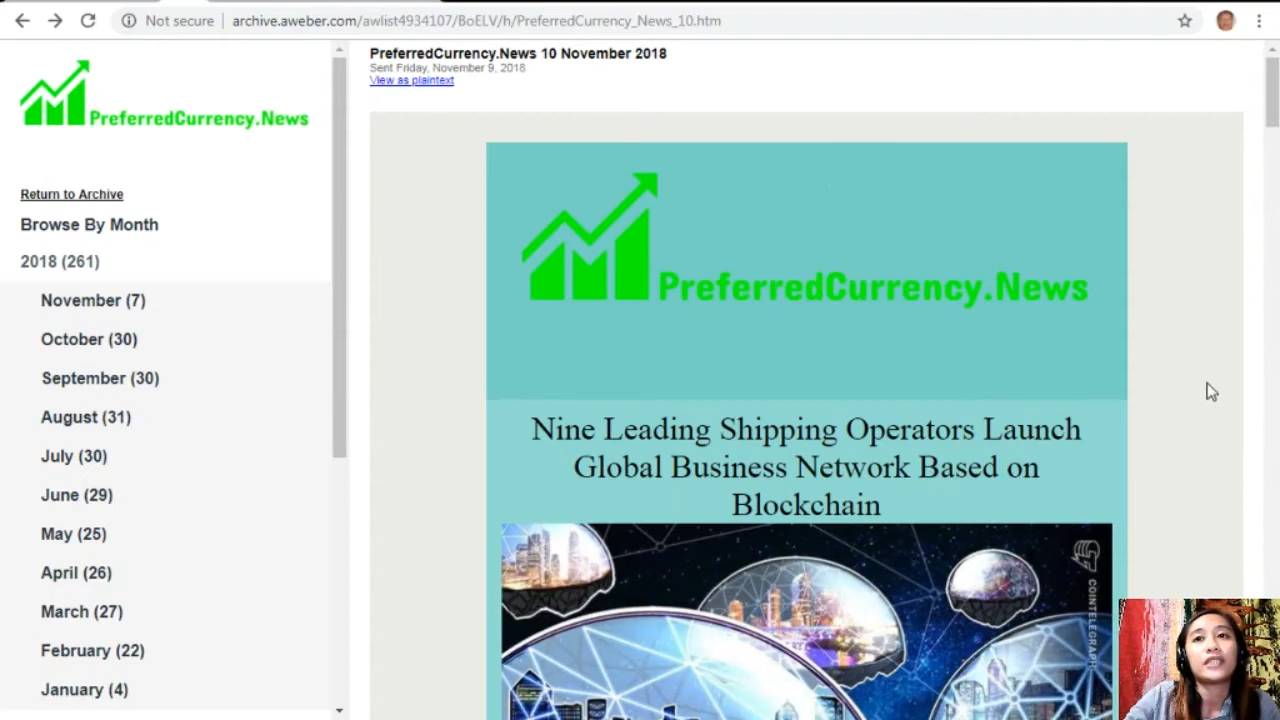 Not secure
archive.aweber.com/awlist4934107/BoELV/h/PreferredCurrency_News_10.htm
PreferredCurrency.News
Return to Archive
Browse By Month
2018 (261)
November (7)
October (30)
September (30)
August (31)
July (30)
June (29)
May (25)
April (26)
March (27)
February (22)
January (4)
PreferredCurrency.News 10 November 2018
Sent Friday, November 9, 2018
View as plaintext
PreferredCurrency.News
Nine Leading Shipping Operators Launch
Global Business Network Based on
Blockchain
COINTELEGRAPH